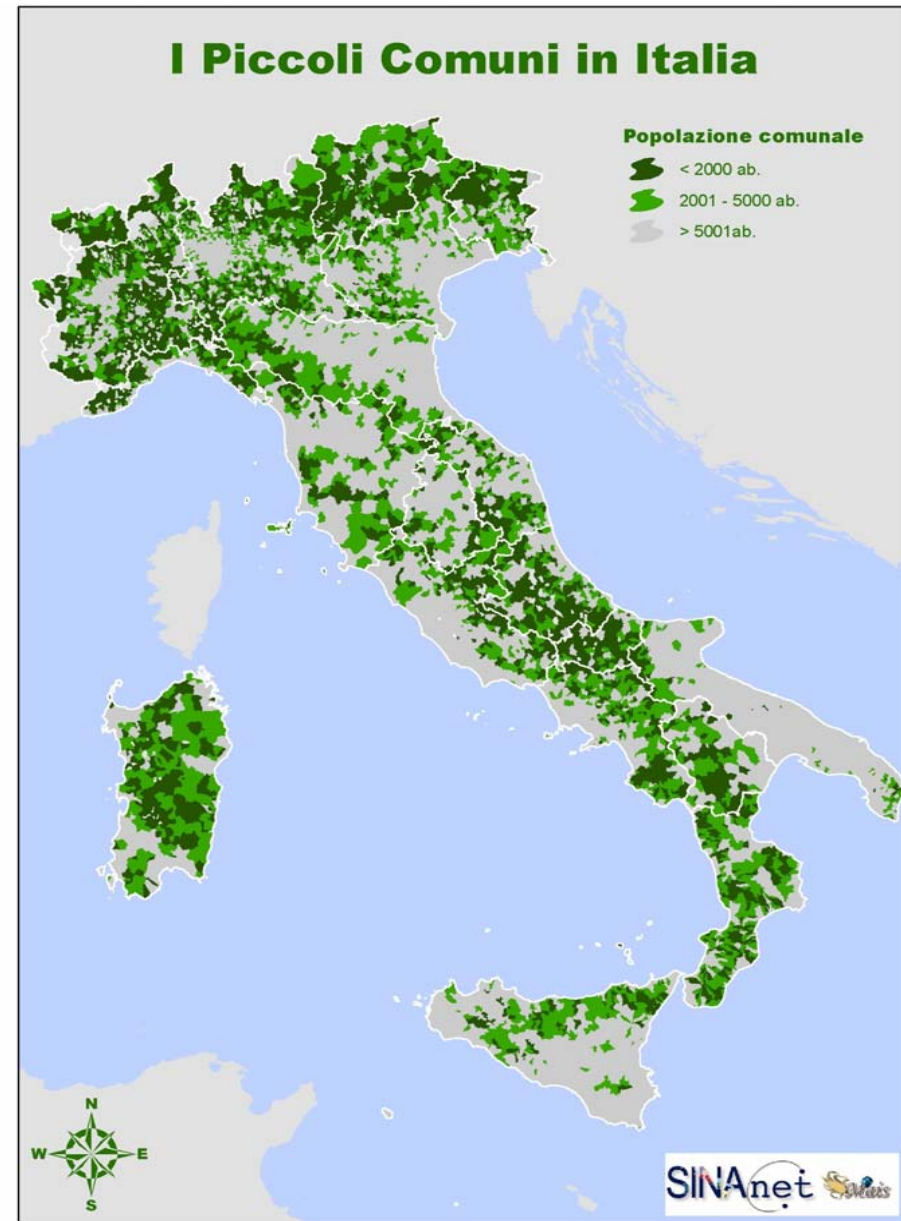 I Piccoli Comuni in Italia
Popolazione comunale
< 2000 ab.
2001 - 5000 ab.
> 5001ab.
N
W E
S
SINAnet